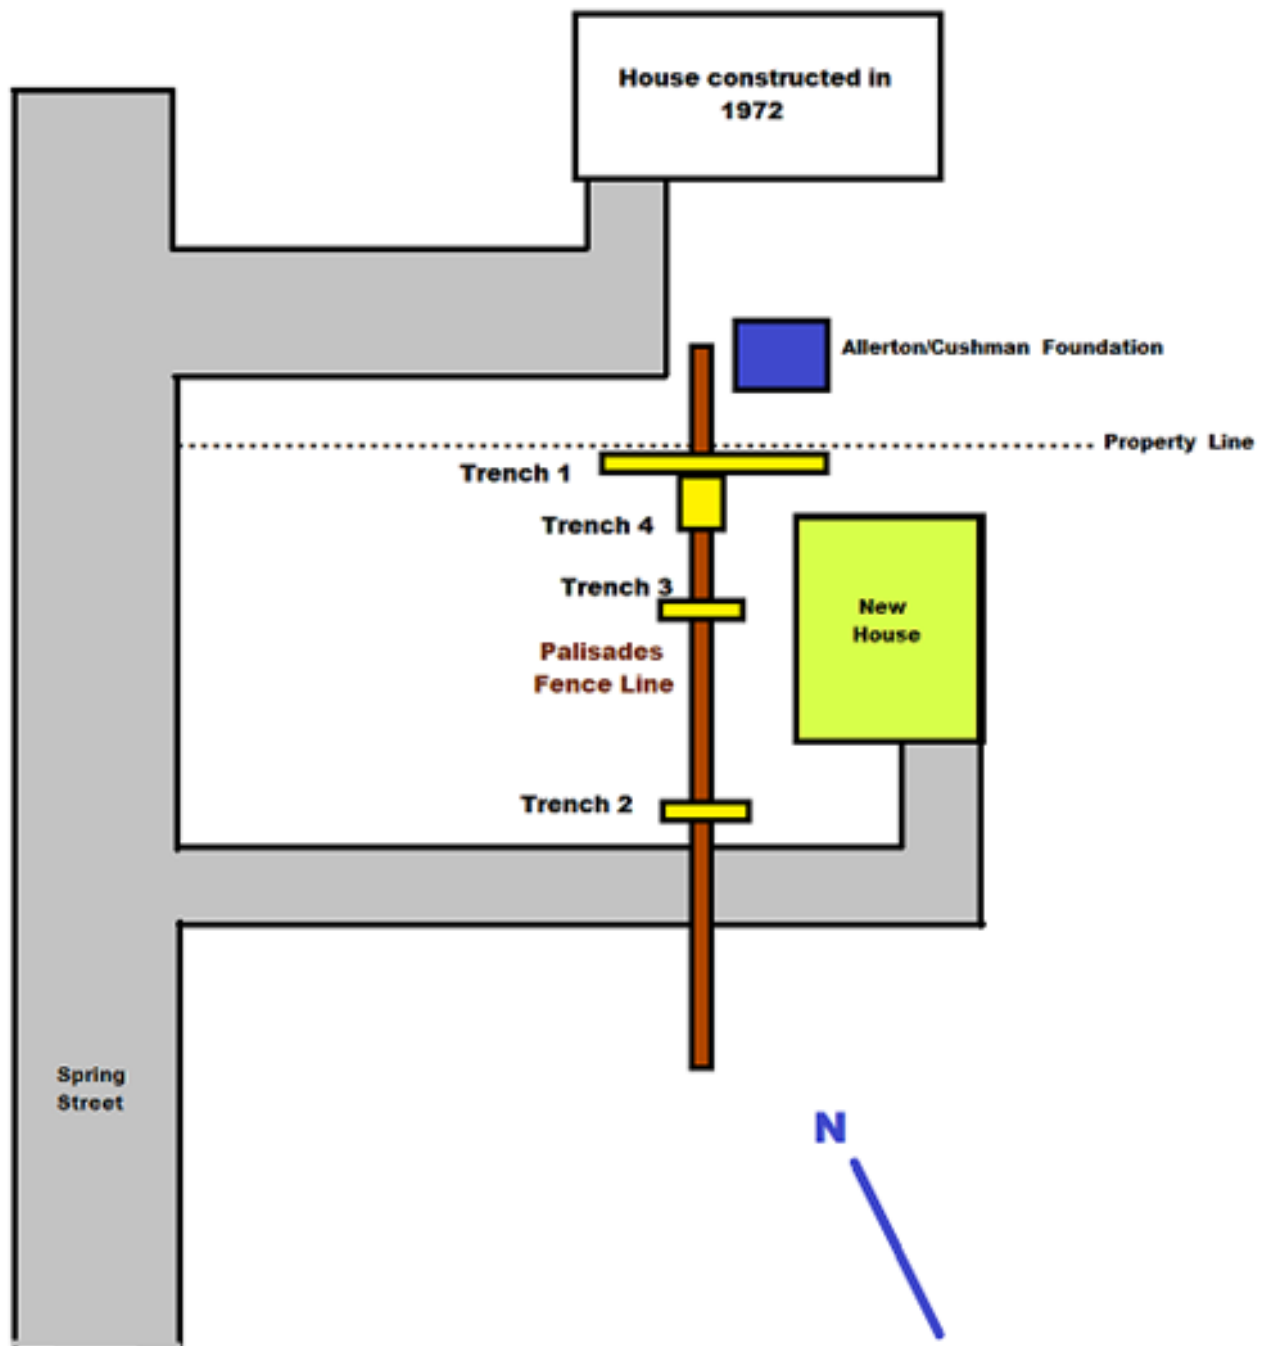 House constructed in
1972
Allerton/Cushman Foundation
Property Line
Trench 1
Trench 4
Trench 3
New
House
Palisades
Fence Line
Trench 2
Spring
Street
N